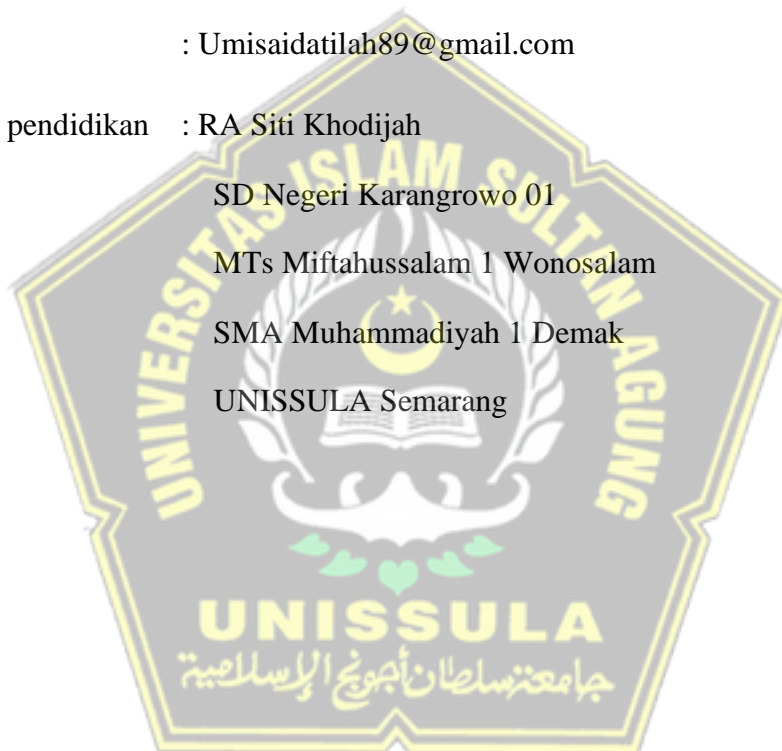 : Umisaidatilah89@gmail.com
pendidikan : RA Siti Khodijah
SD Negeri Karangrowo 01
MTs Miftahussalam 1 Wonosalam
SMA Muhammadiyah 1 Demak
UNISSULA Semarang
UNIVERSITAS ISLAM SULTAN AGUNG
UNISSULA
جامعة سلطان أجونج الإسلامية